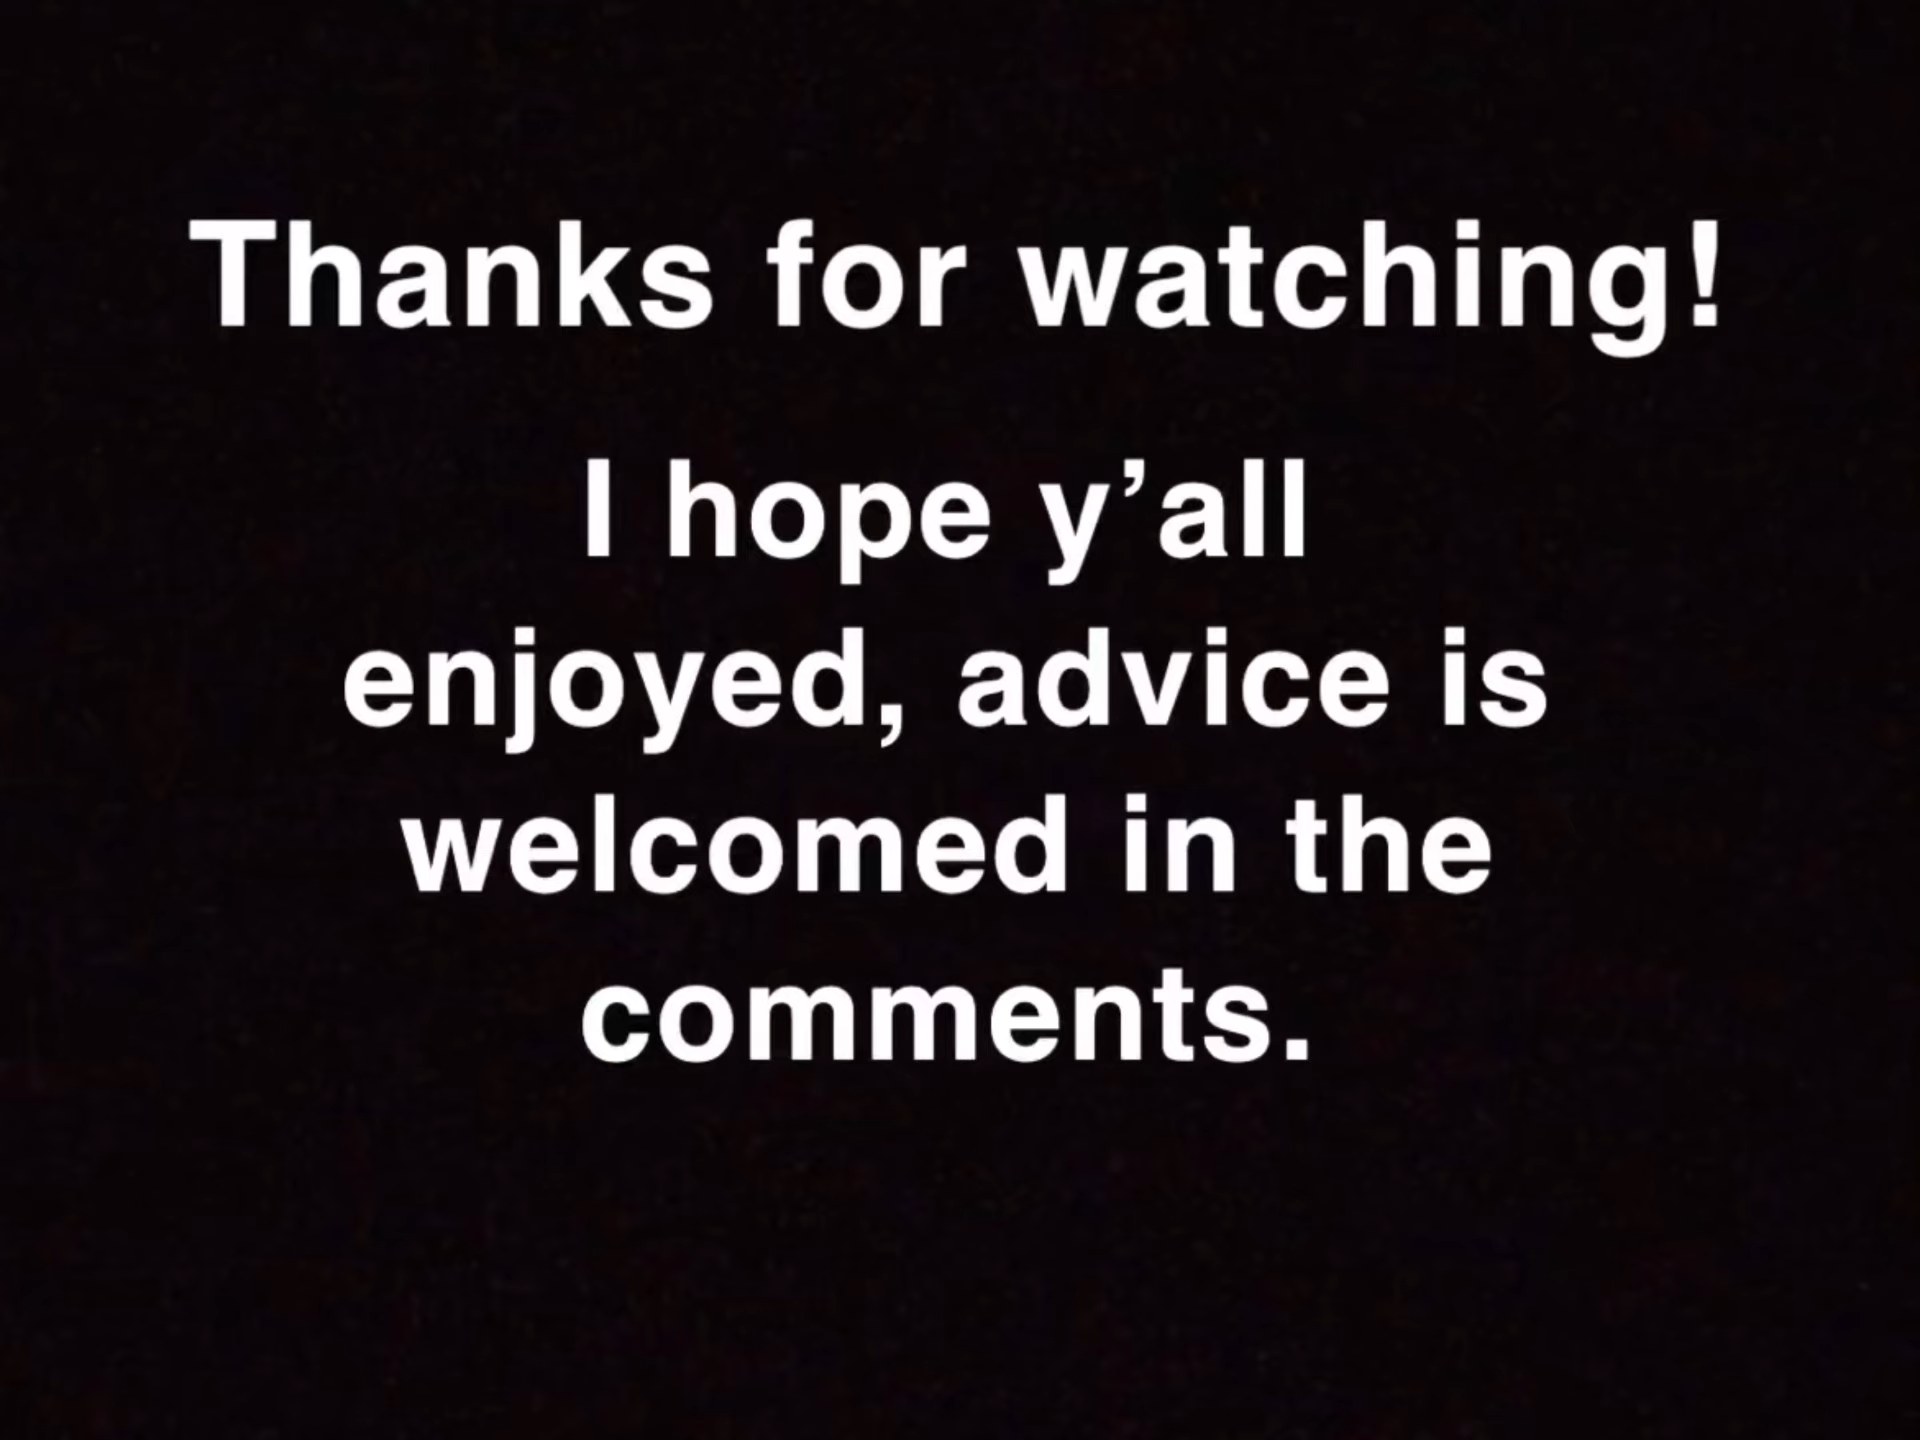 Thanks for watching!
I hope y’all
enjoyed, advice is
welcomed in the
comments.